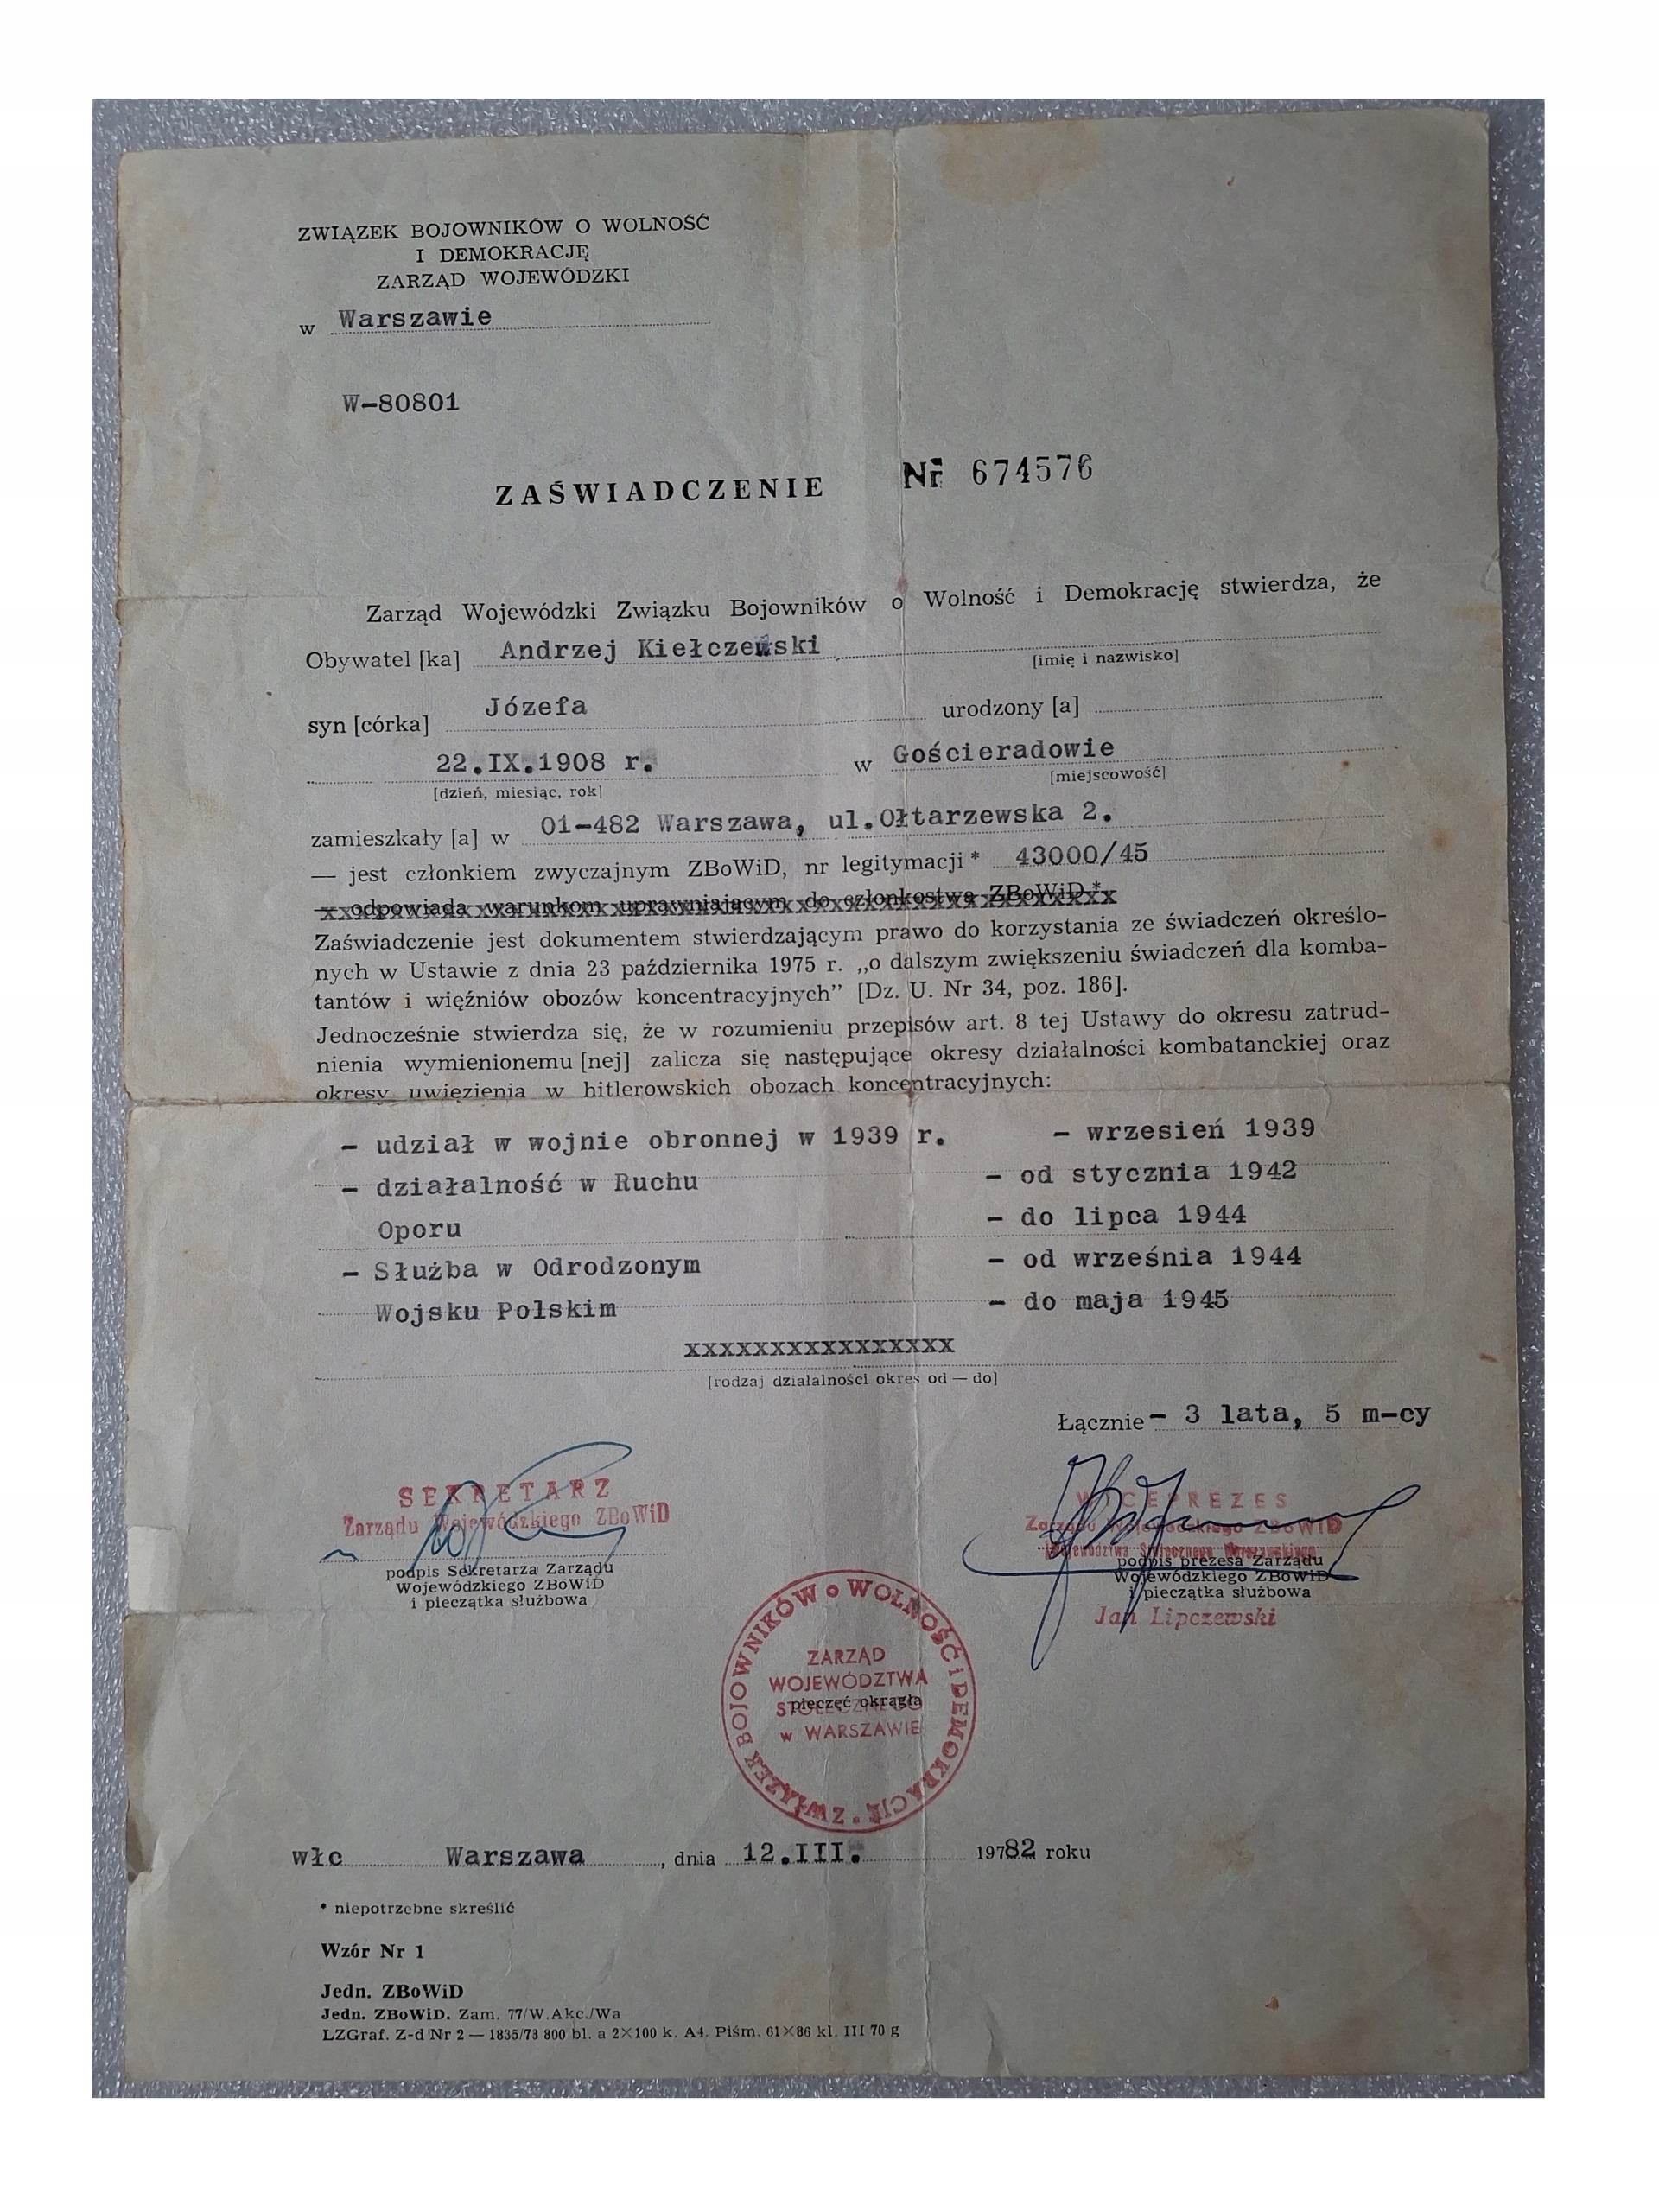 ZWIĄZEK BOJOWNIKÓW O WOLNOŚĆ
I DEMOKRACJĘ
ZARZĄD WOJEWÓDZKI
w Warszawie
W-80801
ZAŚWIADCZENIE Nr 674576
Zarząd Wojewódzki Związku Bojowników o Wolność i Demokrację stwierdza, że
Obywatel [ka] Andrzej Kiełczewski
[imię i nazwisko]
syn [córka] Józefa urodzony [a]
22.IX.1908 r. w Gościeradowie
[dzień, miesiąc, rok] [miejscowość]
zamieszkały [a] w 01-482 Warszawa, ul.Ołtarzewska 2.
— jest członkiem zwyczajnym ZBoWiD, nr legitymacji * 43000/45
— odpowiada warunkom uprawniającym do członkostwa ZBoWiD.*
Zaświadczenie jest dokumentem stwierdzającym prawo do korzystania ze świadczeń określo-
nych w Ustawie z dnia 23 października 1975 r. „o dalszym zwiększeniu świadczeń dla komba-
tantów i więźniów obozów koncentracyjnych” [Dz. U. Nr 34, poz. 186].
Jednocześnie stwierdza się, że w rozumieniu przepisów art. 8 tej Ustawy do okresu zatrud-
nienia wymienionemu [nej] zalicza się następujące okresy działalności kombatanckiej oraz
okresy uwięzienia w hitlerowskich obozach koncentracyjnych:
- udział w wojnie obronnej w 1939 r. - wrzesień 1939
- działalność w Ruchu - od stycznia 1942
Oporu - do lipca 1944
- Służba w Odrodzonym - od września 1944
Wojsku Polskim - do maja 1945
xxxxxxxxxxxxxxxx
[rodzaj działalności okres od — do]
Łącznie - 3 lata, 5 m-cy
SEKRETARZ
Zarządu Wojewódzkiego ZBoWiD
podpis Sekretarza Zarządu
Wojewódzkiego ZBoWiD
i pieczątka służbowa
WICEPREZES
Zarządu Wojewódzkiego ZBoWiD
Województwa Stołecznego Warszawskiego
podpis prezesa Zarządu
Wojewódzkiego ZBoWiD
i pieczątka służbowa
Jan Lipczewski
ZWIĄZEK BOJOWNIKÓW o WOLNOŚĆ i DEMOKRACJĘ
ZARZĄD
WOJEWÓDZTWA
STOŁECZNEGO
w WARSZAWIE
pieczęć okrągła
włc Warszawa, dnia 12.III. 19782 roku
* niepotrzebne skreślić
Wzór Nr 1
Jedn. ZBoWiD
Jedn. ZBoWiD. Zam. 77/W.Akc./Wa
LZGraf. Z-d Nr 2 — 1835/78 800 bl. a 2×100 k. A4. Piśm. 61×86 kl. III 70 g